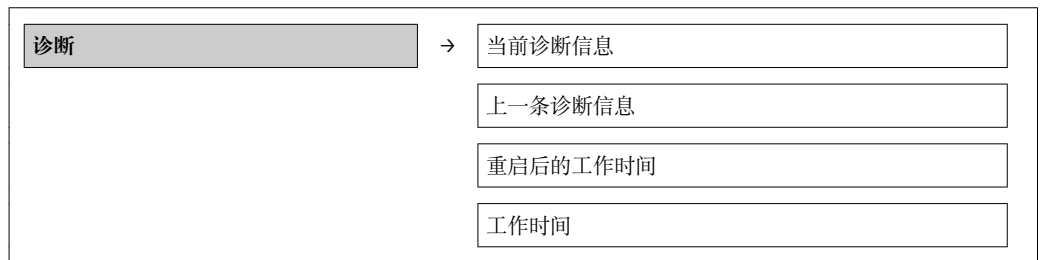 诊断 → 当前诊断信息
上一条诊断信息
重启后的工作时间
工作时间